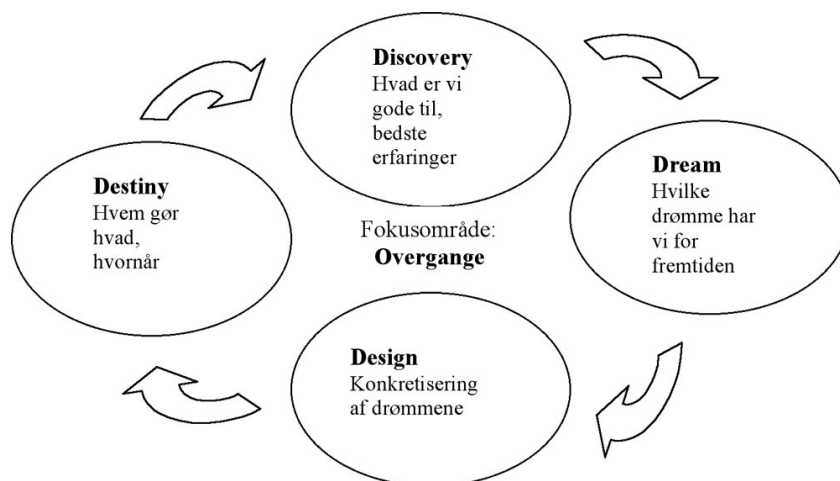 Discovery
Hvad er vi
gode til,
bedste
erfaringer
Dream
Hvilke
drømme har
vi for
fremtiden
Design
Konkretisering
af drømmene
Destiny
Hvem gør
hvad,
hvornår
Fokusområde:
Overgange